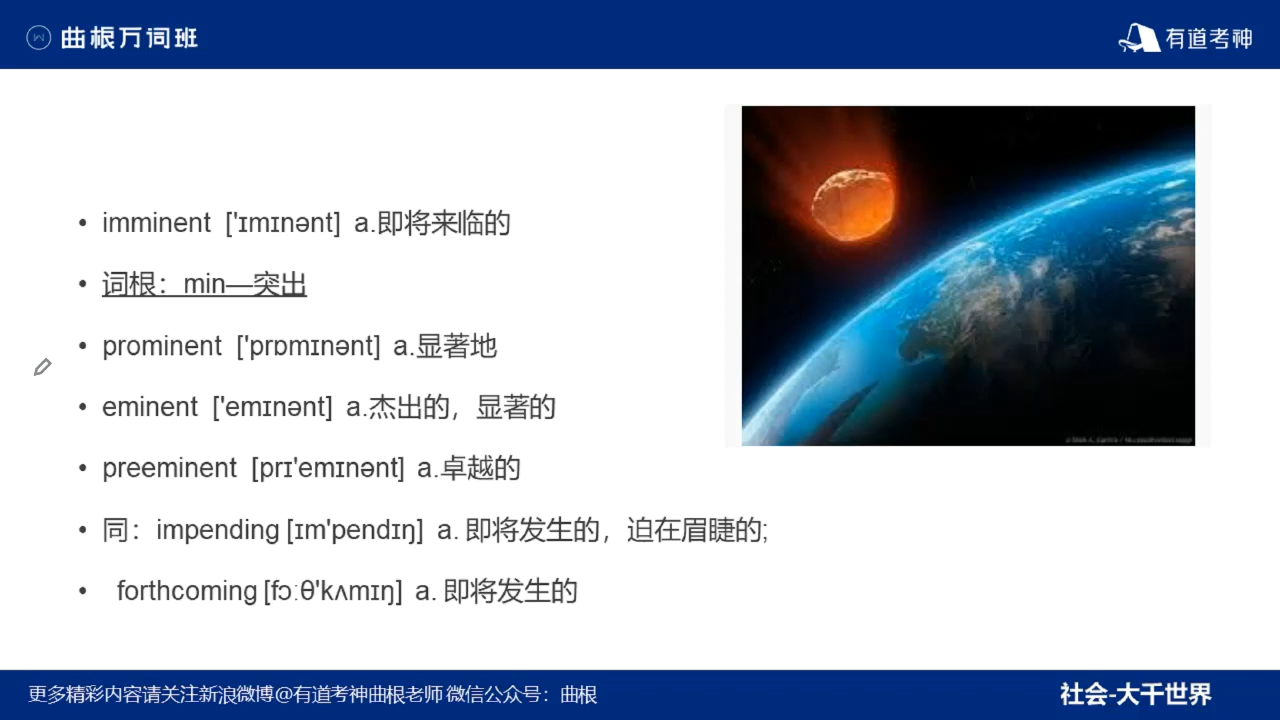 曲根万词班
有道考神
• imminent ['ɪmɪnənt] a.即将来临的
• 词根：min—突出
• prominent ['prɒmɪnənt] a.显著地
• eminent ['emɪnənt] a.杰出的，显著的
• preeminent [prɪ'emɪnənt] a.卓越的
• 同：impending [ɪm'pendɪŋ] a. 即将发生的，迫在眉睫的;
• forthcoming [fɔːθ'kʌmɪŋ] a. 即将发生的
更多精彩内容请关注新浪微博@有道考神曲根老师 微信公众号：曲根
社会-大千世界